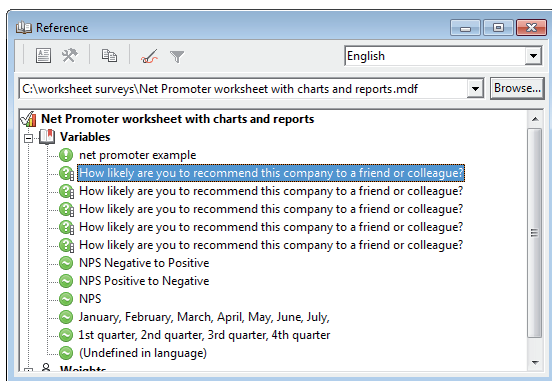 Reference
English
C:\worksheet surveys\Net Promoter worksheet with charts and reports.mdf
Browse...
Net Promoter worksheet with charts and reports
Variables
net promoter example
How likely are you to recommend this company to a friend or colleague?
How likely are you to recommend this company to a friend or colleague?
How likely are you to recommend this company to a friend or colleague?
How likely are you to recommend this company to a friend or colleague?
How likely are you to recommend this company to a friend or colleague?
NPS Negative to Positive
NPS Positive to Negative
NPS
January, February, March, April, May, June, July,
1st quarter, 2nd quarter, 3rd quarter, 4th quarter
(Undefined in language)
Weights